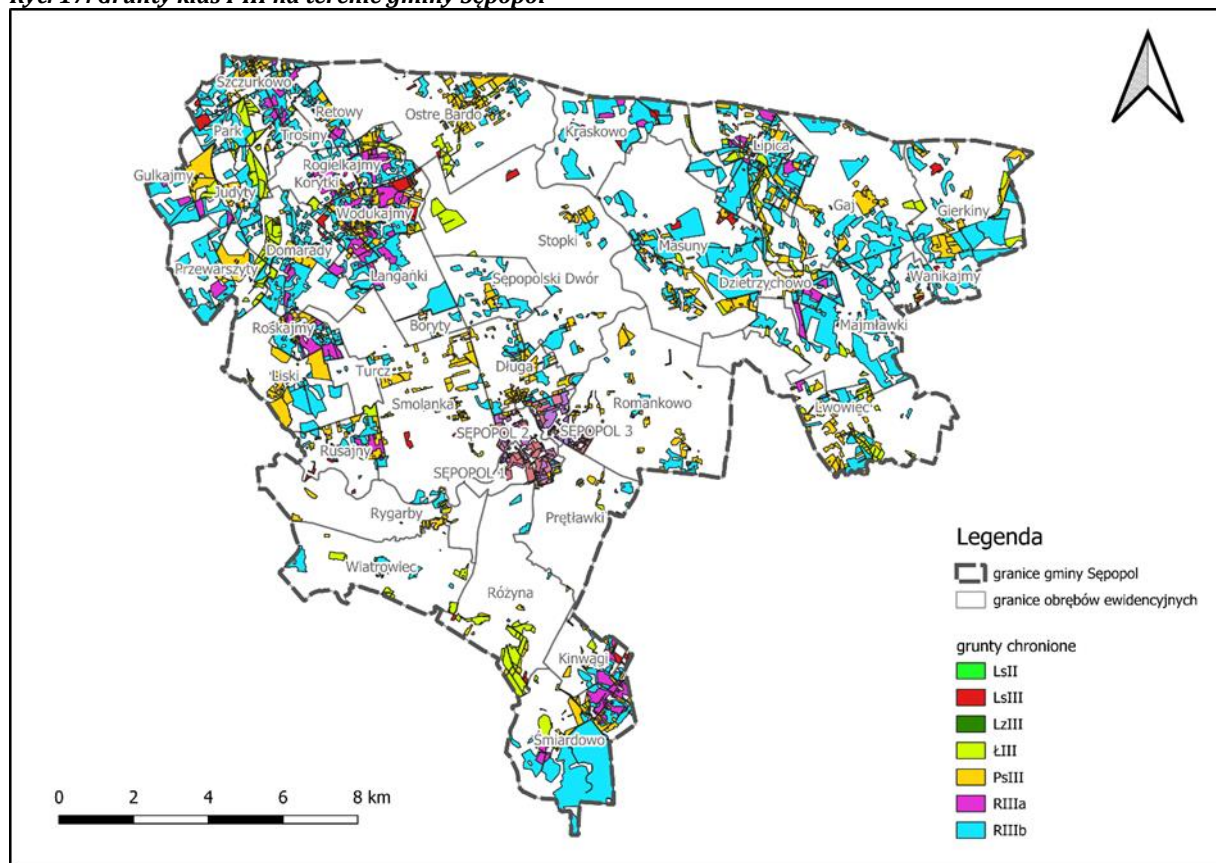 Ryc. 17. Grunty klas I-III na terenie gminy Sępopol
Szczurkowo
Ostre Bardo
Retowy
Park
Trosiny
Kraskowo
Lipica
Rogielkajmy
Gulkajmy
Korytki
Judyty
Wodukajmy
Gaj
Gierkiny
Stopki
Masuny
Domarady
Przewarszyty
Langanki
Sępopolski Dwór
Dzietrzychowo
Wanikajmy
Roskajmy
Boryty
Majmławki
Liski
Turcz
Długa
Smolanka
Romankowo
Lwowiec
SĘPOPOL 2
SĘPOPOL 3
Rusajny
SĘPOPOL 1
Rygarby
Prętławki
Wiatrowiec
Różyna
Kinwągi
Śmiardowo
Legenda
granice gminy Sępopol
granice obrębów ewidencyjnych
grunty chronione
LsII
LsIII
LzIII
ŁIII
PsIII
RIIIa
RIIIb
0 2 4 6 8 km